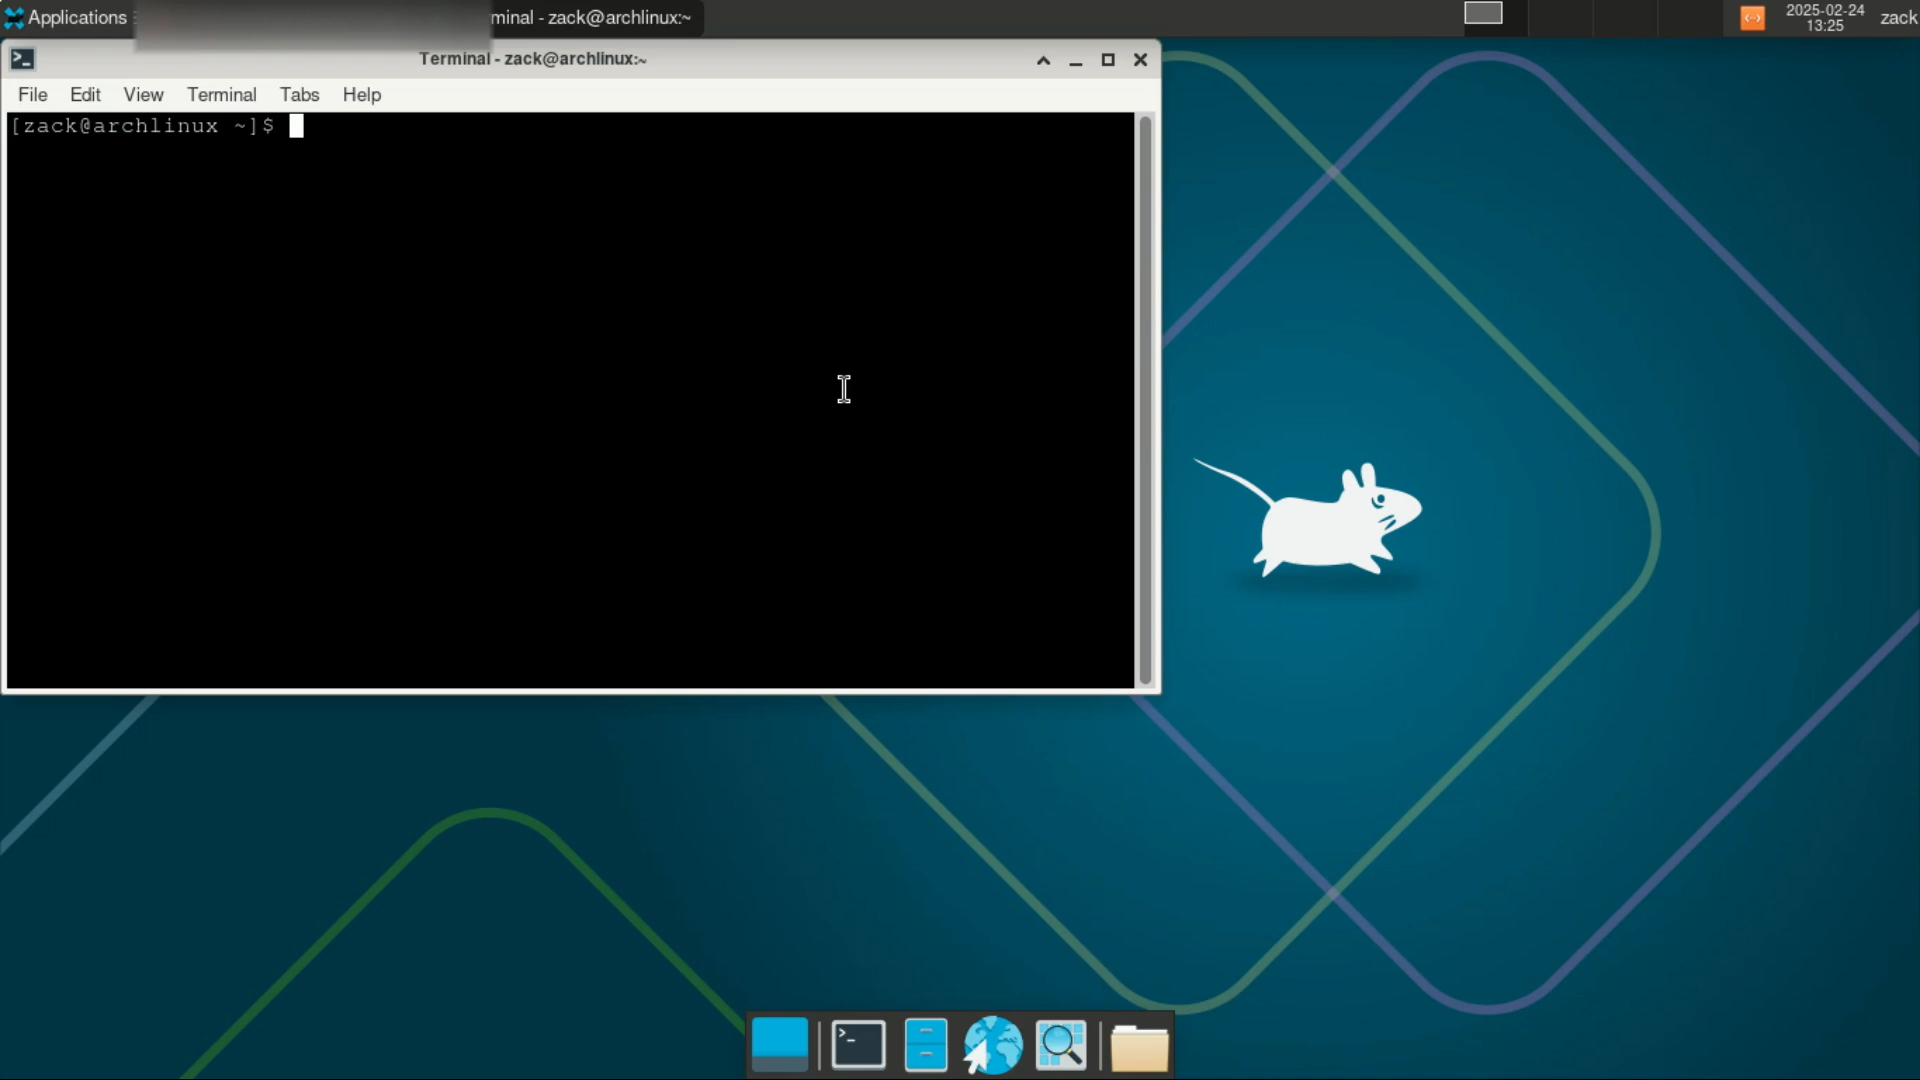 Applications
minal - zack@archlinux:~
2025-02-24
13:25
zack
Terminal - zack@archlinux:~
File Edit View Terminal Tabs Help
[zack@archlinux ~]$